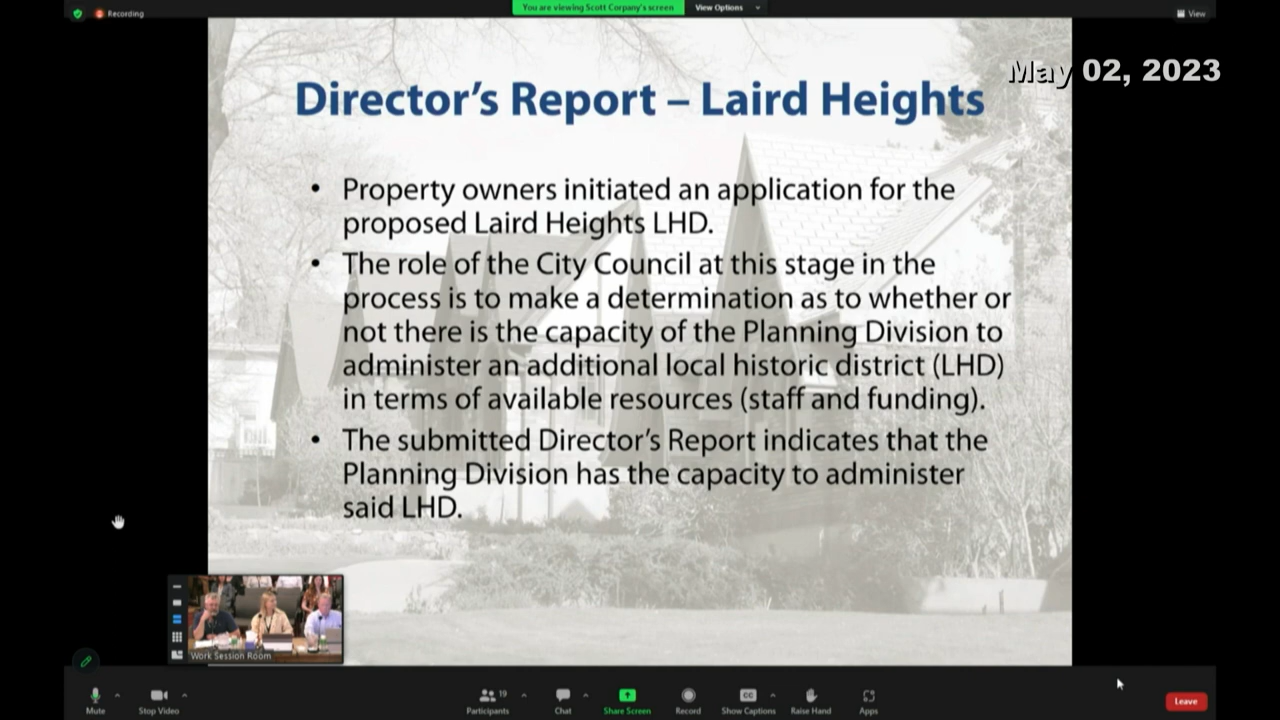 Recording
You are viewing Scott Corpany's screen
View Options
View
May 02, 2023
Director's Report – Laird Heights
• Property owners initiated an application for the
proposed Laird Heights LHD.
• The role of the City Council at this stage in the
process is to make a determination as to whether or
not there is the capacity of the Planning Division to
administer an additional local historic district (LHD)
in terms of available resources (staff and funding).
• The submitted Director's Report indicates that the
Planning Division has the capacity to administer
said LHD.
Work Session Room
Mute
Stop Video
Participants
19
Chat
Share Screen
Record
CC
Show Captions
Raise Hand
Apps
Leave